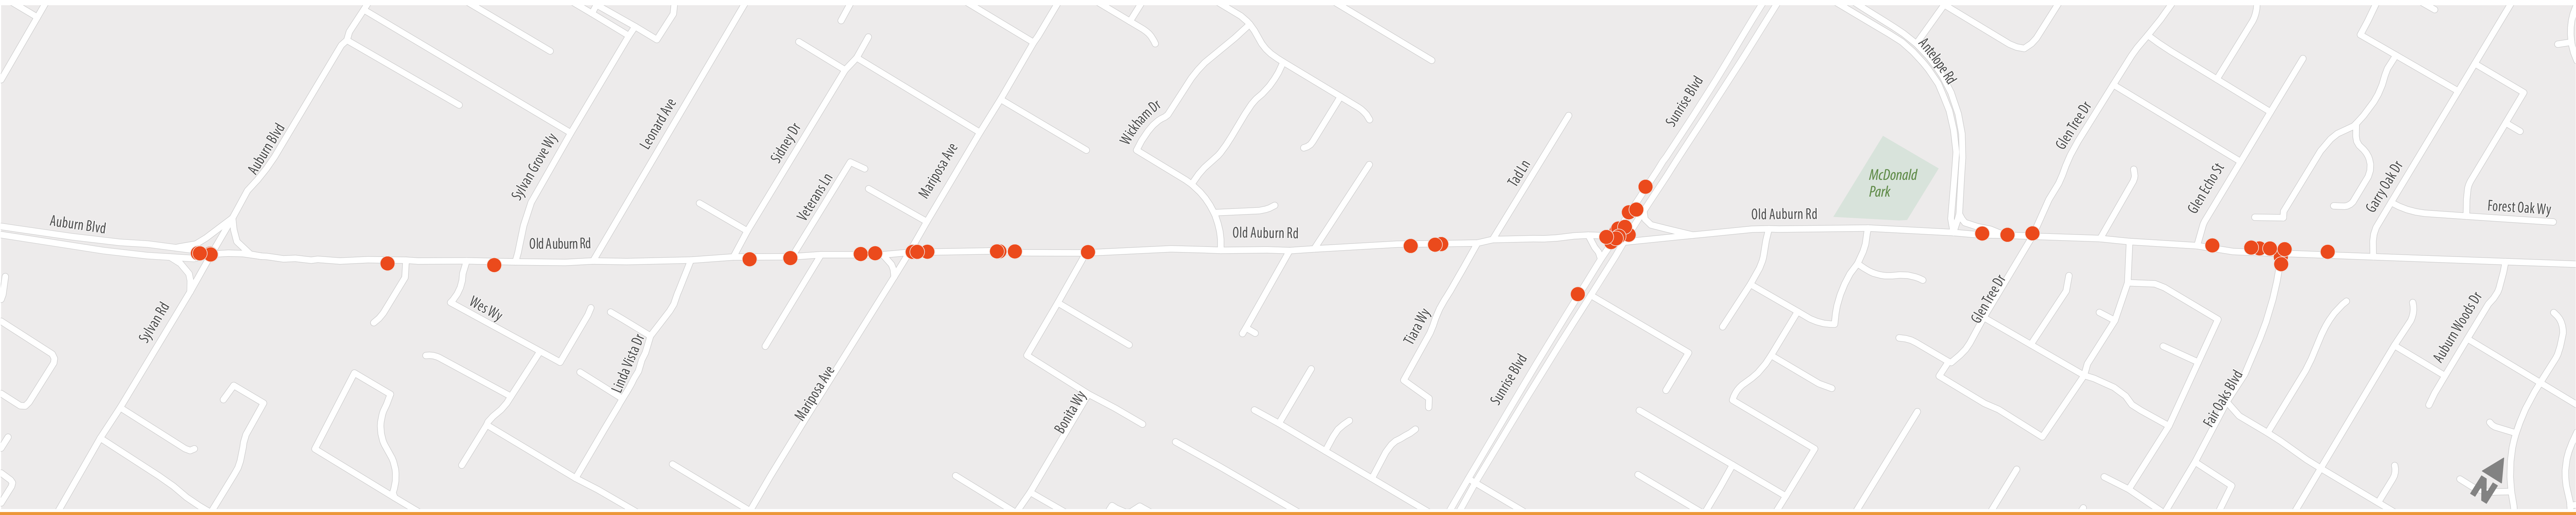 Auburn Blvd
Auburn Blvd
Sylvan Rd
Sylvan Grove Wy
Old Auburn Rd
Wes Wy
Leonard Ave
Linda Vista Dr
Sidney Dr
Veterans Ln
Mariposa Ave
Mariposa Ave
Bonita Wy
Wickham Dr
Old Auburn Rd
Tiara Wy
Tad Ln
Sunrise Blvd
Sunrise Blvd
Old Auburn Rd
McDonald
Park
Antelope Rd
Glen Tree Dr
Glen Tree Dr
Glen Echo St
Fair Oaks Blvd
Garry Oak Dr
Auburn Woods Dr
Forest Oak Wy
N